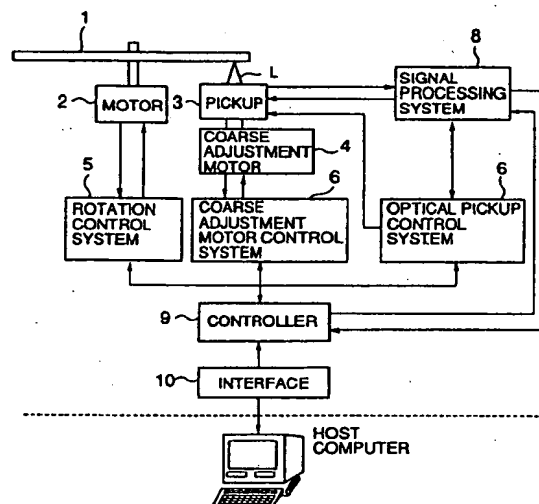 1
8
2
MOTOR
3
PICKUP
L
SIGNAL
PROCESSING
SYSTEM
COARSE
ADJUSTMENT
MOTOR
4
5
ROTATION
CONTROL
SYSTEM
6
COARSE
ADJUSTMENT
MOTOR CONTROL
SYSTEM
6
OPTICAL PICKUP
CONTROL
SYSTEM
9
CONTROLLER
10
INTERFACE
HOST
COMPUTER